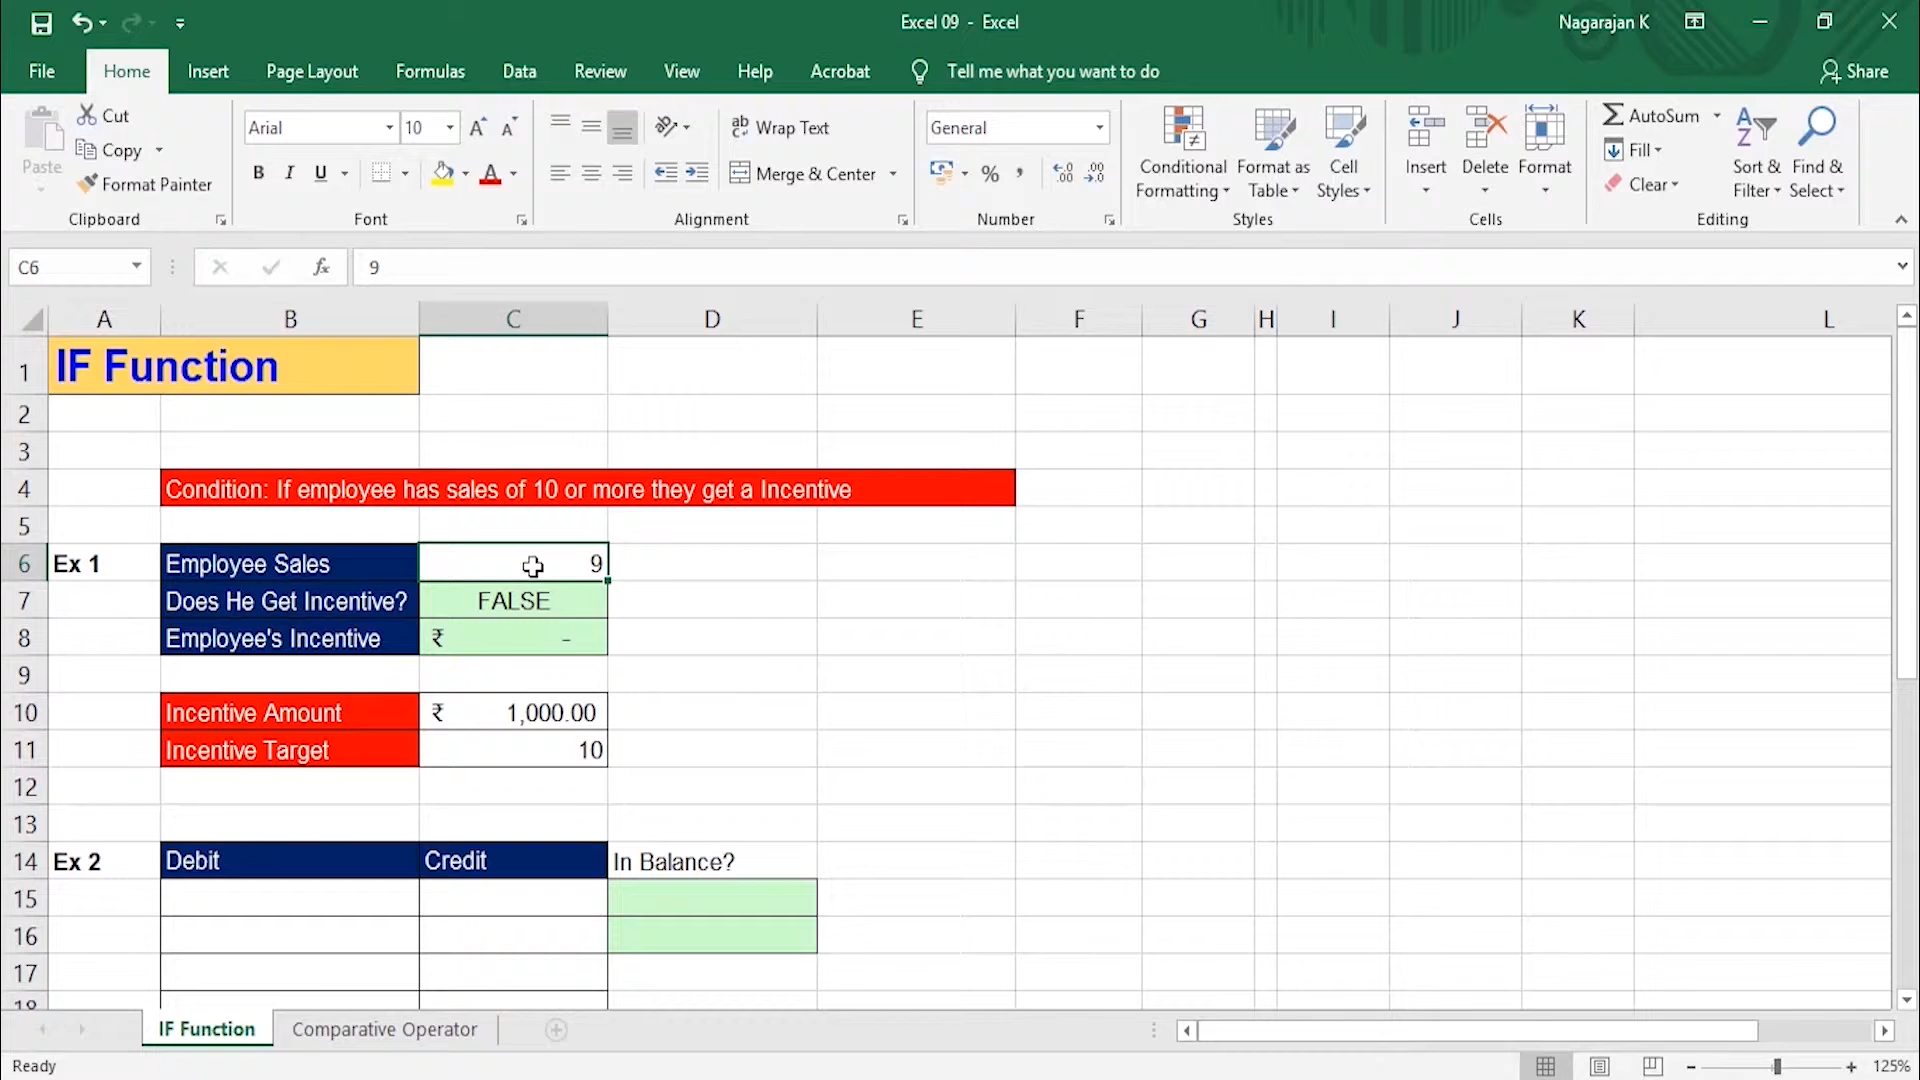 Excel 09 - Excel
Nagarajan K
File Home Insert Page Layout Formulas Data Review View Help Acrobat Tell me what you want to do Share
Paste
Cut
Copy
Format Painter
Clipboard
Arial 10
B I U A
Font
ab Wrap Text
Merge & Center
Alignment
General
% ,
Number
Conditional Formatting
Format as Table
Cell Styles
Styles
Insert Delete Format
Cells
AutoSum
Fill
Clear
Sort & Filter
Find & Select
Editing
C6 fx 9
A B C D E F G H I J K L
1 IF Function
2
3
4 Condition: If employee has sales of 10 or more they get a Incentive
5
6 Ex 1 Employee Sales 9
7 Does He Get Incentive? FALSE
8 Employee's Incentive ₹ -
9
10 Incentive Amount ₹ 1,000.00
11 Incentive Target 10
12
13
14 Ex 2 Debit Credit In Balance?
15
16
17
18
IF Function Comparative Operator
Ready 125%